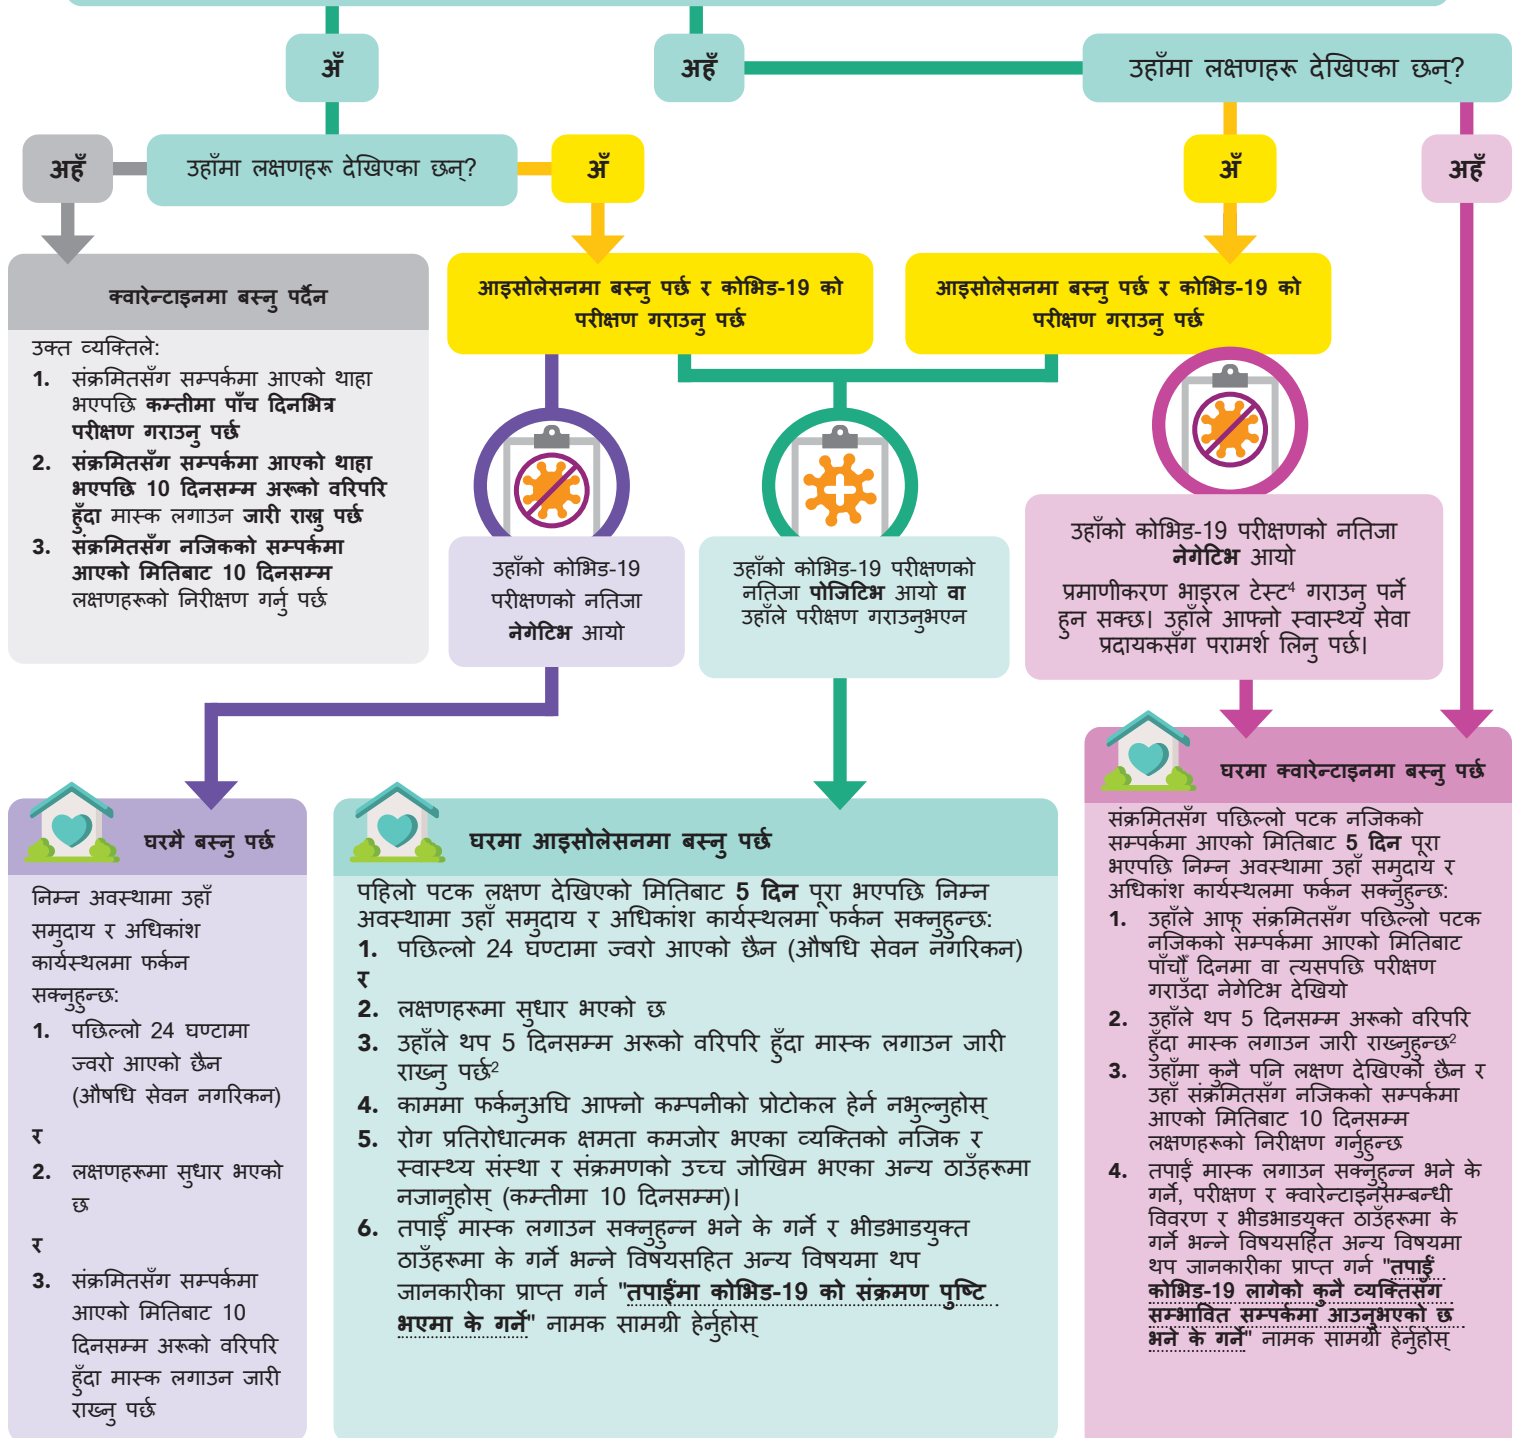 अँ
अहँ
उहाँमा लक्षणहरू देखिएका छन्?
अहँ
उहाँमा लक्षणहरू देखिएका छन्?
अँ
अँ
अहँ
क्वारेन्टाइनमा बस्नु पर्दैन
उक्त व्यक्तिले:
1. संक्रमितसँग सम्पर्कमा आएको थाहा
भएपछि कम्तीमा पाँच दिनभित्र
परीक्षण गराउनु पर्छ
2. संक्रमितसँग सम्पर्कमा आएको थाहा
भएपछि 10 दिनसम्म अरूको वरिपरि
हुँदा मास्क लगाउन जारी राख्नु पर्छ
3. संक्रमितसँग नजिकको सम्पर्कमा
आएको मितिबाट 10 दिनसम्म
लक्षणहरूको निरीक्षण गर्नु पर्छ
आइसोलेसनमा बस्नु पर्छ र कोभिड-19 को
परीक्षण गराउनु पर्छ
आइसोलेसनमा बस्नु पर्छ र कोभिड-19 को
परीक्षण गराउनु पर्छ
उहाँको कोभिड-19
परीक्षणको नतिजा
नेगेटिभ आयो
उहाँको कोभिड-19 परीक्षणको
नतिजा पोजिटिभ आयो वा
उहाँले परीक्षण गराउनुभएन
उहाँको कोभिड-19 परीक्षणको नतिजा
नेगेटिभ आयो
प्रमाणीकरण भाइरल टेस्ट⁴ गराउनु पर्ने
हुन सक्छ। उहाँले आफ्नो स्वास्थ्य सेवा
प्रदायकसँग परामर्श लिनु पर्छ।
घरमै बस्नु पर्छ
निम्न अवस्थामा उहाँ
समुदाय र अधिकांश
कार्यस्थलमा फर्कन
सक्नुहुन्छ:
1. पछिल्लो 24 घण्टामा
ज्वरो आएको छैन
(औषधि सेवन नगरिकन)
र
2. लक्षणहरूमा सुधार भएको
छ
र
3. संक्रमितसँग सम्पर्कमा
आएको मितिबाट 10
दिनसम्म अरूको वरिपरि
हुँदा मास्क लगाउन जारी
राख्नु पर्छ
घरमा आइसोलेसनमा बस्नु पर्छ
पहिलो पटक लक्षण देखिएको मितिबाट 5 दिन पूरा भएपछि निम्न
अवस्थामा उहाँ समुदाय र अधिकांश कार्यस्थलमा फर्कन सक्नुहुन्छ:
1. पछिल्लो 24 घण्टामा ज्वरो आएको छैन (औषधि सेवन नगरिकन)
र
2. लक्षणहरूमा सुधार भएको छ
3. उहाँले थप 5 दिनसम्म अरूको वरिपरि हुँदा मास्क लगाउन जारी
राख्नु पर्छ²
4. काममा फर्कनुअघि आफ्नो कम्पनीको प्रोटोकल हेर्न नभुल्नुहोस्
5. रोग प्रतिरोधात्मक क्षमता कमजोर भएका व्यक्तिको नजिक र
स्वास्थ्य संस्था र संक्रमणको उच्च जोखिम भएका अन्य ठाउँहरूमा
नजानुहोस् (कम्तीमा 10 दिनसम्म)।
6. तपाईं मास्क लगाउन सक्नुहुन्न भने के गर्ने र भीडभाडयुक्त
ठाउँहरूमा के गर्ने भन्ने विषयसहित अन्य विषयमा थप
जानकारीका प्राप्त गर्न "तपाईंमा कोभिड-19 को संक्रमण पुष्टि
भएमा के गर्ने" नामक सामग्री हेर्नुहोस्
घरमा क्वारेन्टाइनमा बस्नु पर्छ
संक्रमितसँग पछिल्लो पटक नजिकको
सम्पर्कमा आएको मितिबाट 5 दिन पूरा
भएपछि निम्न अवस्थामा उहाँ समुदाय र
अधिकांश कार्यस्थलमा फर्कन सक्नुहुन्छ:
1. उहाँले आफू संक्रमितसँग पछिल्लो पटक
नजिकको सम्पर्कमा आएको मितिबाट
पाँचौँ दिनमा वा त्यसपछि परीक्षण
गराउँदा नेगेटिभ देखियो
2. उहाँले थप 5 दिनसम्म अरूको वरिपरि
हुँदा मास्क लगाउन जारी राख्नुहुन्छ²
3. उहाँमा कुनै पनि लक्षण देखिएको छैन र
उहाँ संक्रमितसँग नजिकको सम्पर्कमा
आएको मितिबाट 10 दिनसम्म
लक्षणहरूको निरीक्षण गर्नुहुन्छ
4. तपाईं मास्क लगाउन सक्नुहुन्न भने के
गर्ने, परीक्षण र क्वारेन्टाइनसम्बन्धी
विवरण र भीडभाडयुक्त ठाउँहरूमा के
गर्ने भन्ने विषयसहित अन्य विषयमा
थप जानकारीका प्राप्त गर्न "तपाईं
कोभिड-19 लागेको कुनै व्यक्तिसँग
सम्भावित सम्पर्कमा आउनुभएको छ
भने के गर्ने" नामक सामग्री हेर्नुहोस्